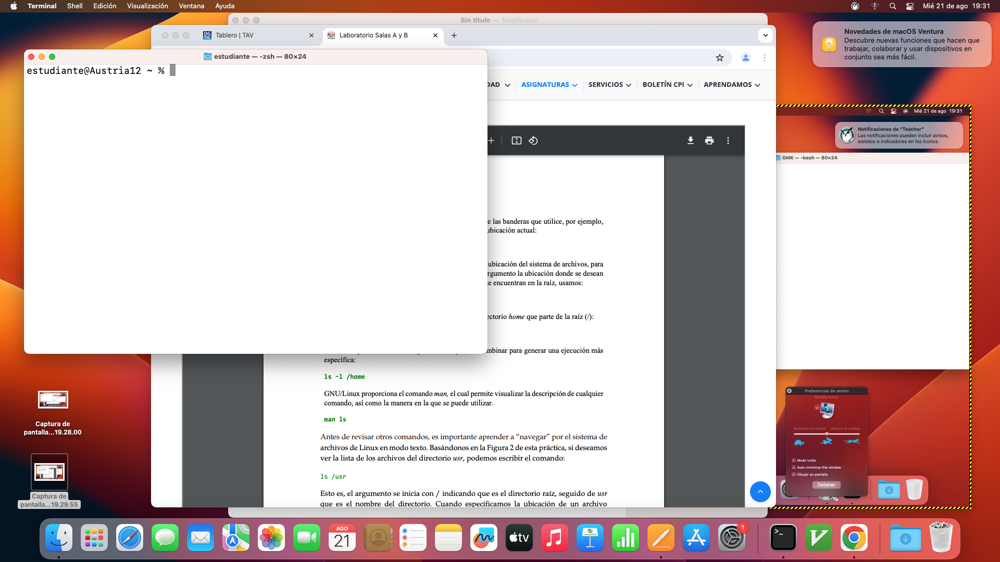 Terminal Shell Edición Visualización Ventana Ayuda
Mié 21 de ago 19:31
Sin título — Modificado
Tablero | TAV
Laboratorio Salas A y B
Novedades de macOS Ventura
Descubre nuevas funciones que hacen que
trabajar, colaborar y usar dispositivos en
conjunto sea más fácil.
estudiante — -zsh — 80×24
estudiante@Austria12 ~ %
DAD
ASIGNATURAS
SERVICIOS
BOLETÍN CPI
APRENDAMOS
Mié 21 de ago 19:31
Notificaciones de "Teacher"
Las notificaciones pueden incluir avisos,
sonidos e indicadores en los íconos.
GMK — -bash — 80×24
e las banderas que utilice, por ejemplo,
ubicación actual:
ubicación del sistema de archivos, para
rgumento la ubicación donde se desean
se encuentran en la raíz, usamos:
ectorio home que parte de la raíz (/):
mbinar para generar una ejecución más
específica:
ls -l /home
GNU/Linux proporciona el comando man, el cual permite visualizar la descripción de cualquier
comando, así como la manera en la que se puede utilizar.
man ls
Antes de revisar otros comandos, es importante aprender a “navegar” por el sistema de
archivos de Linux en modo texto. Basándonos en la Figura 2 de esta práctica, si deseamos
ver la lista de los archivos del directorio usr, podemos escribir el comando:
ls /usr
Esto es, el argumento se inicia con / indicando que es el directorio raíz, seguido de usr
que es el nombre del directorio. Cuando especificamos la ubicación de un archivo
Captura de
pantalla...19.28.00
Captura de
pantalla...19.29.55
Preferencias de sesión
Pantalla activa
1
Aumentar la calidad Reducir la calidad
Modo turbo
Auto-minimize this window
Dibujar en pantalla
Detener
AGO
21
tv
1
>_